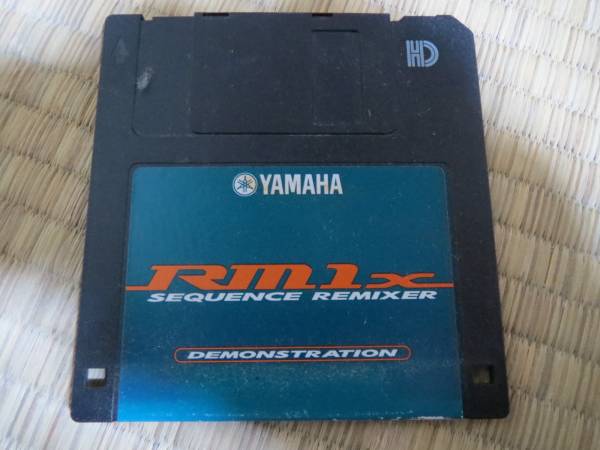 HD
YAMAHA
RM1x
SEQUENCE REMIXER
DEMONSTRATION